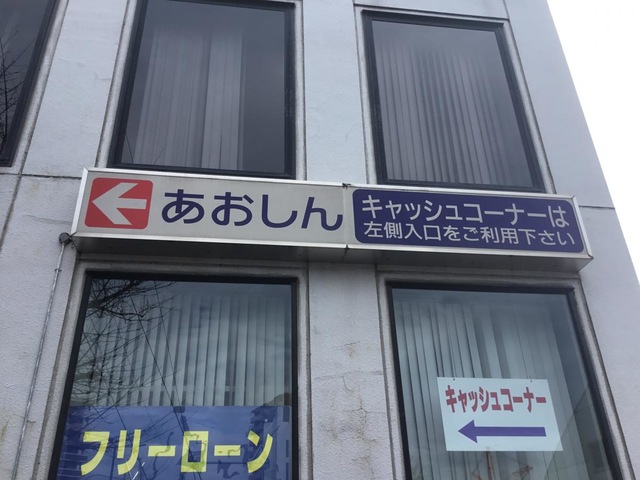 あおしん
キャッシュコーナーは
左側入口をご利用下さい
キャッシュコーナー
フリーローン